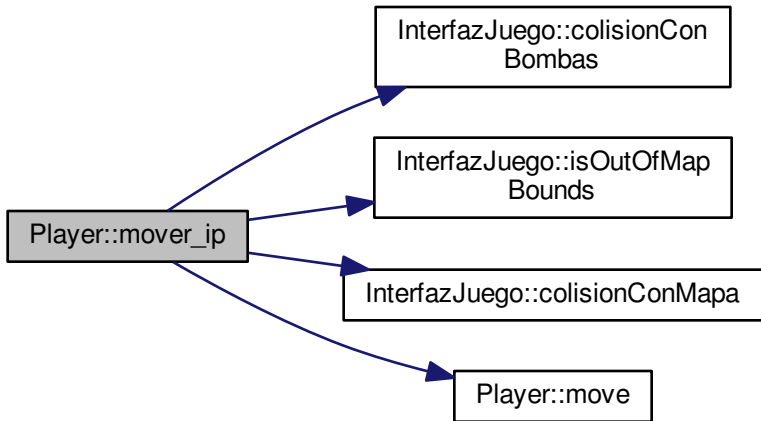 InterfazJuego::colisionCon
Bombas
InterfazJuego::isOutOfMap
Bounds
Player::mover_ip
InterfazJuego::colisionConMapa
Player::move